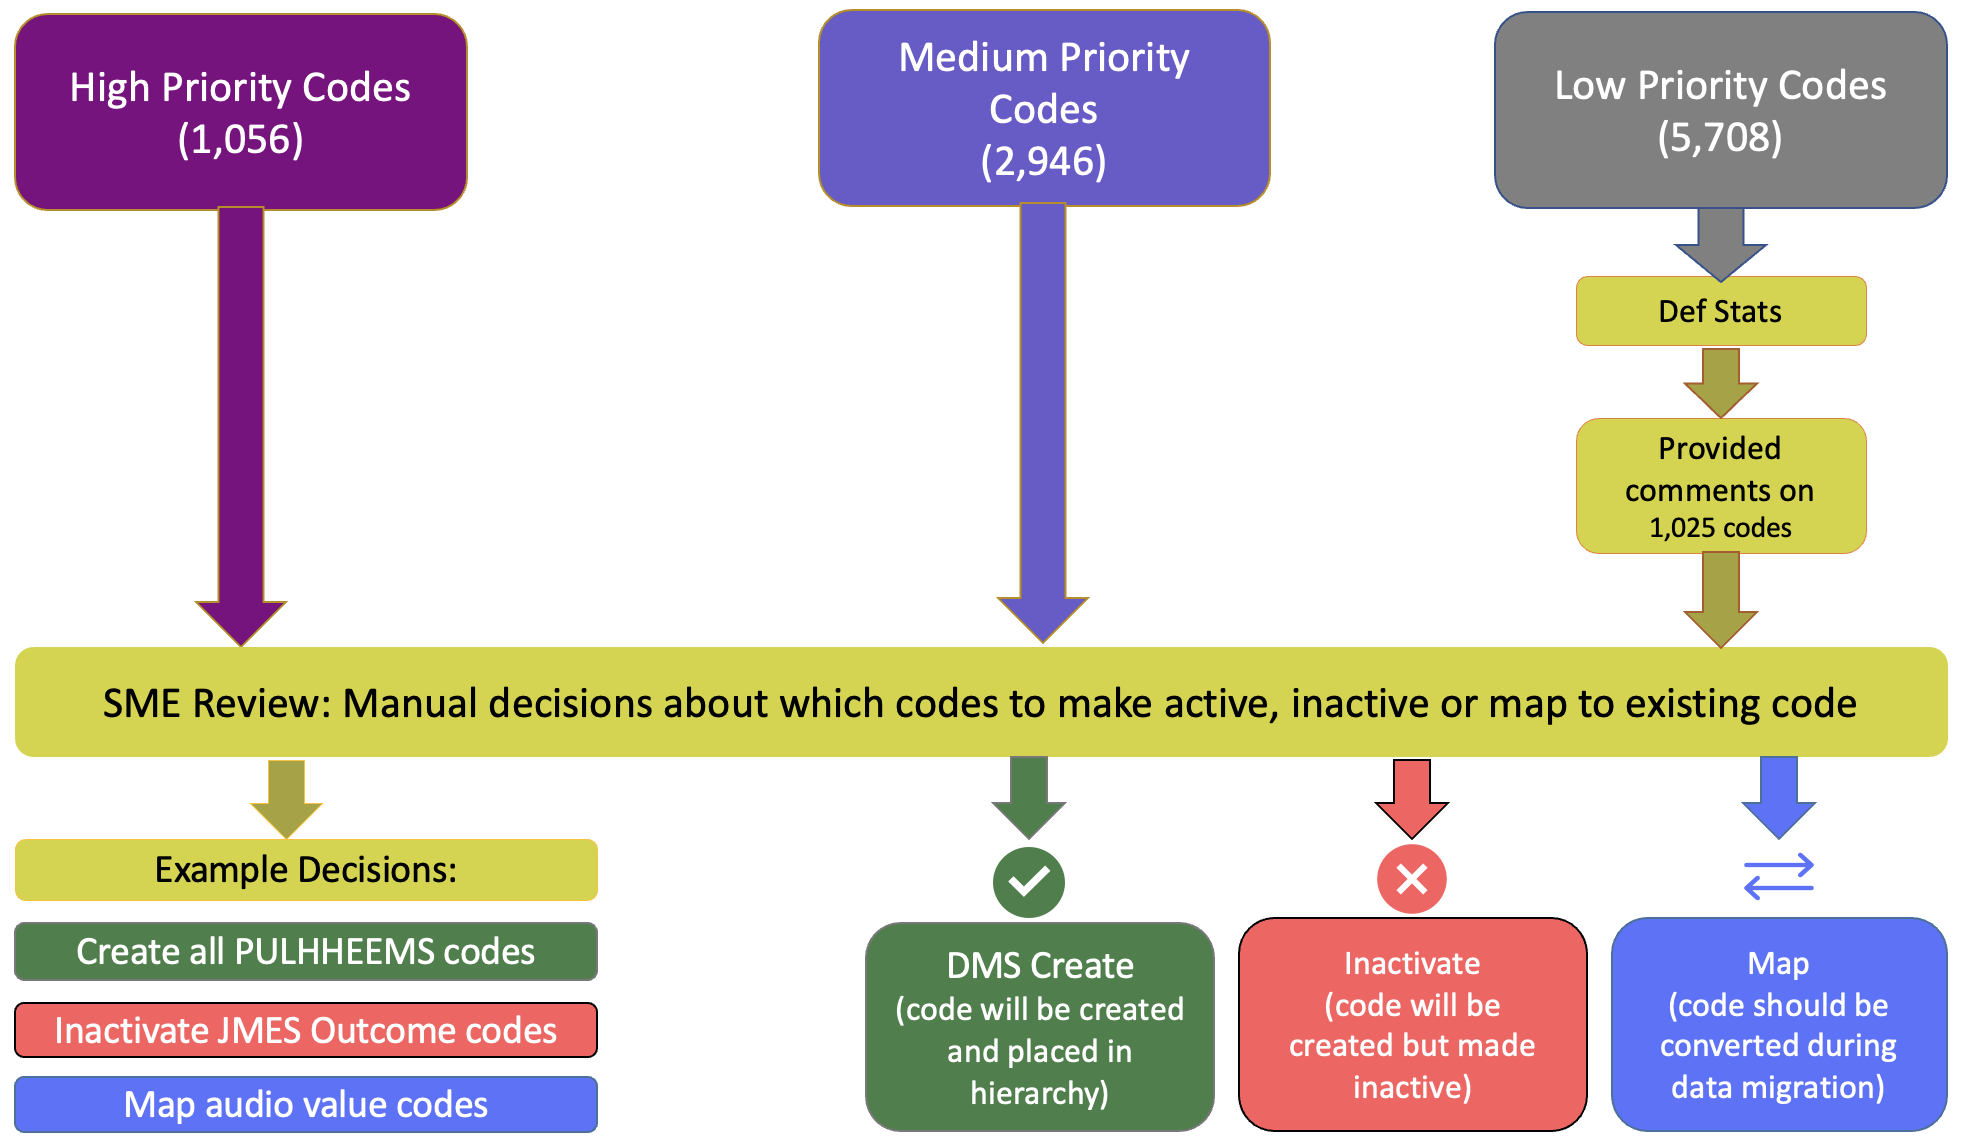 High Priority Codes
(1,056)
Medium Priority
Codes
(2,946)
Low Priority Codes
(5,708)
Def Stats
Provided
comments on
1,025 codes
SME Review: Manual decisions about which codes to make active, inactive or map to existing code
Example Decisions:
Create all PULHHEEMS codes
Inactivate JMES Outcome codes
Map audio value codes
DMS Create
(code will be created
and placed in
hierarchy)
Inactivate
(code will be
created but made
inactive)
Map
(code should be
converted during
data migration)